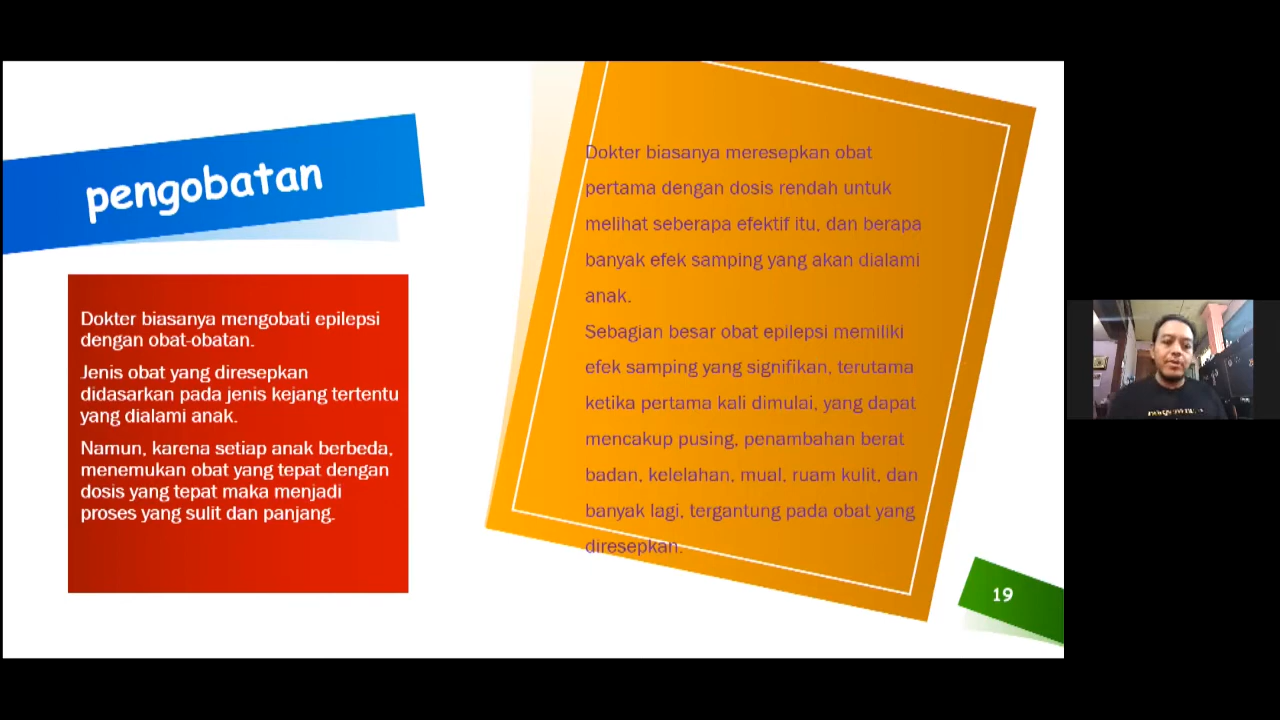 pengobatan
Dokter biasanya mengobati epilepsi
dengan obat-obatan.
Jenis obat yang diresepkan
didasarkan pada jenis kejang tertentu
yang dialami anak.
Namun, karena setiap anak berbeda,
menemukan obat yang tepat dengan
dosis yang tepat maka menjadi
proses yang sulit dan panjang.
Dokter biasanya meresepkan obat
pertama dengan dosis rendah untuk
melihat seberapa efektif itu, dan berapa
banyak efek samping yang akan dialami
anak.
Sebagian besar obat epilepsi memiliki
efek samping yang signifikan, terutama
ketika pertama kali dimulai, yang dapat
mencakup pusing, penambahan berat
badan, kelelahan, mual, ruam kulit, dan
banyak lagi, tergantung pada obat yang
diresepkan.
19